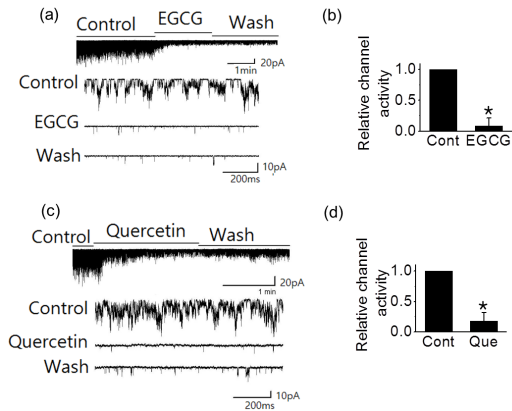 (a)
Control EGCG Wash
20pA
1min
Control
EGCG
Wash
10pA
200ms
(b)
Relative channel
activity
1.0
0.5
0.0
*
Cont EGCG
(c)
Control Quercetin Wash
20pA
1 min
Control
Quercetin
Wash
10pA
200ms
(d)
Relative channel
activity
1.0
0.5
0.0
*
Cont Que